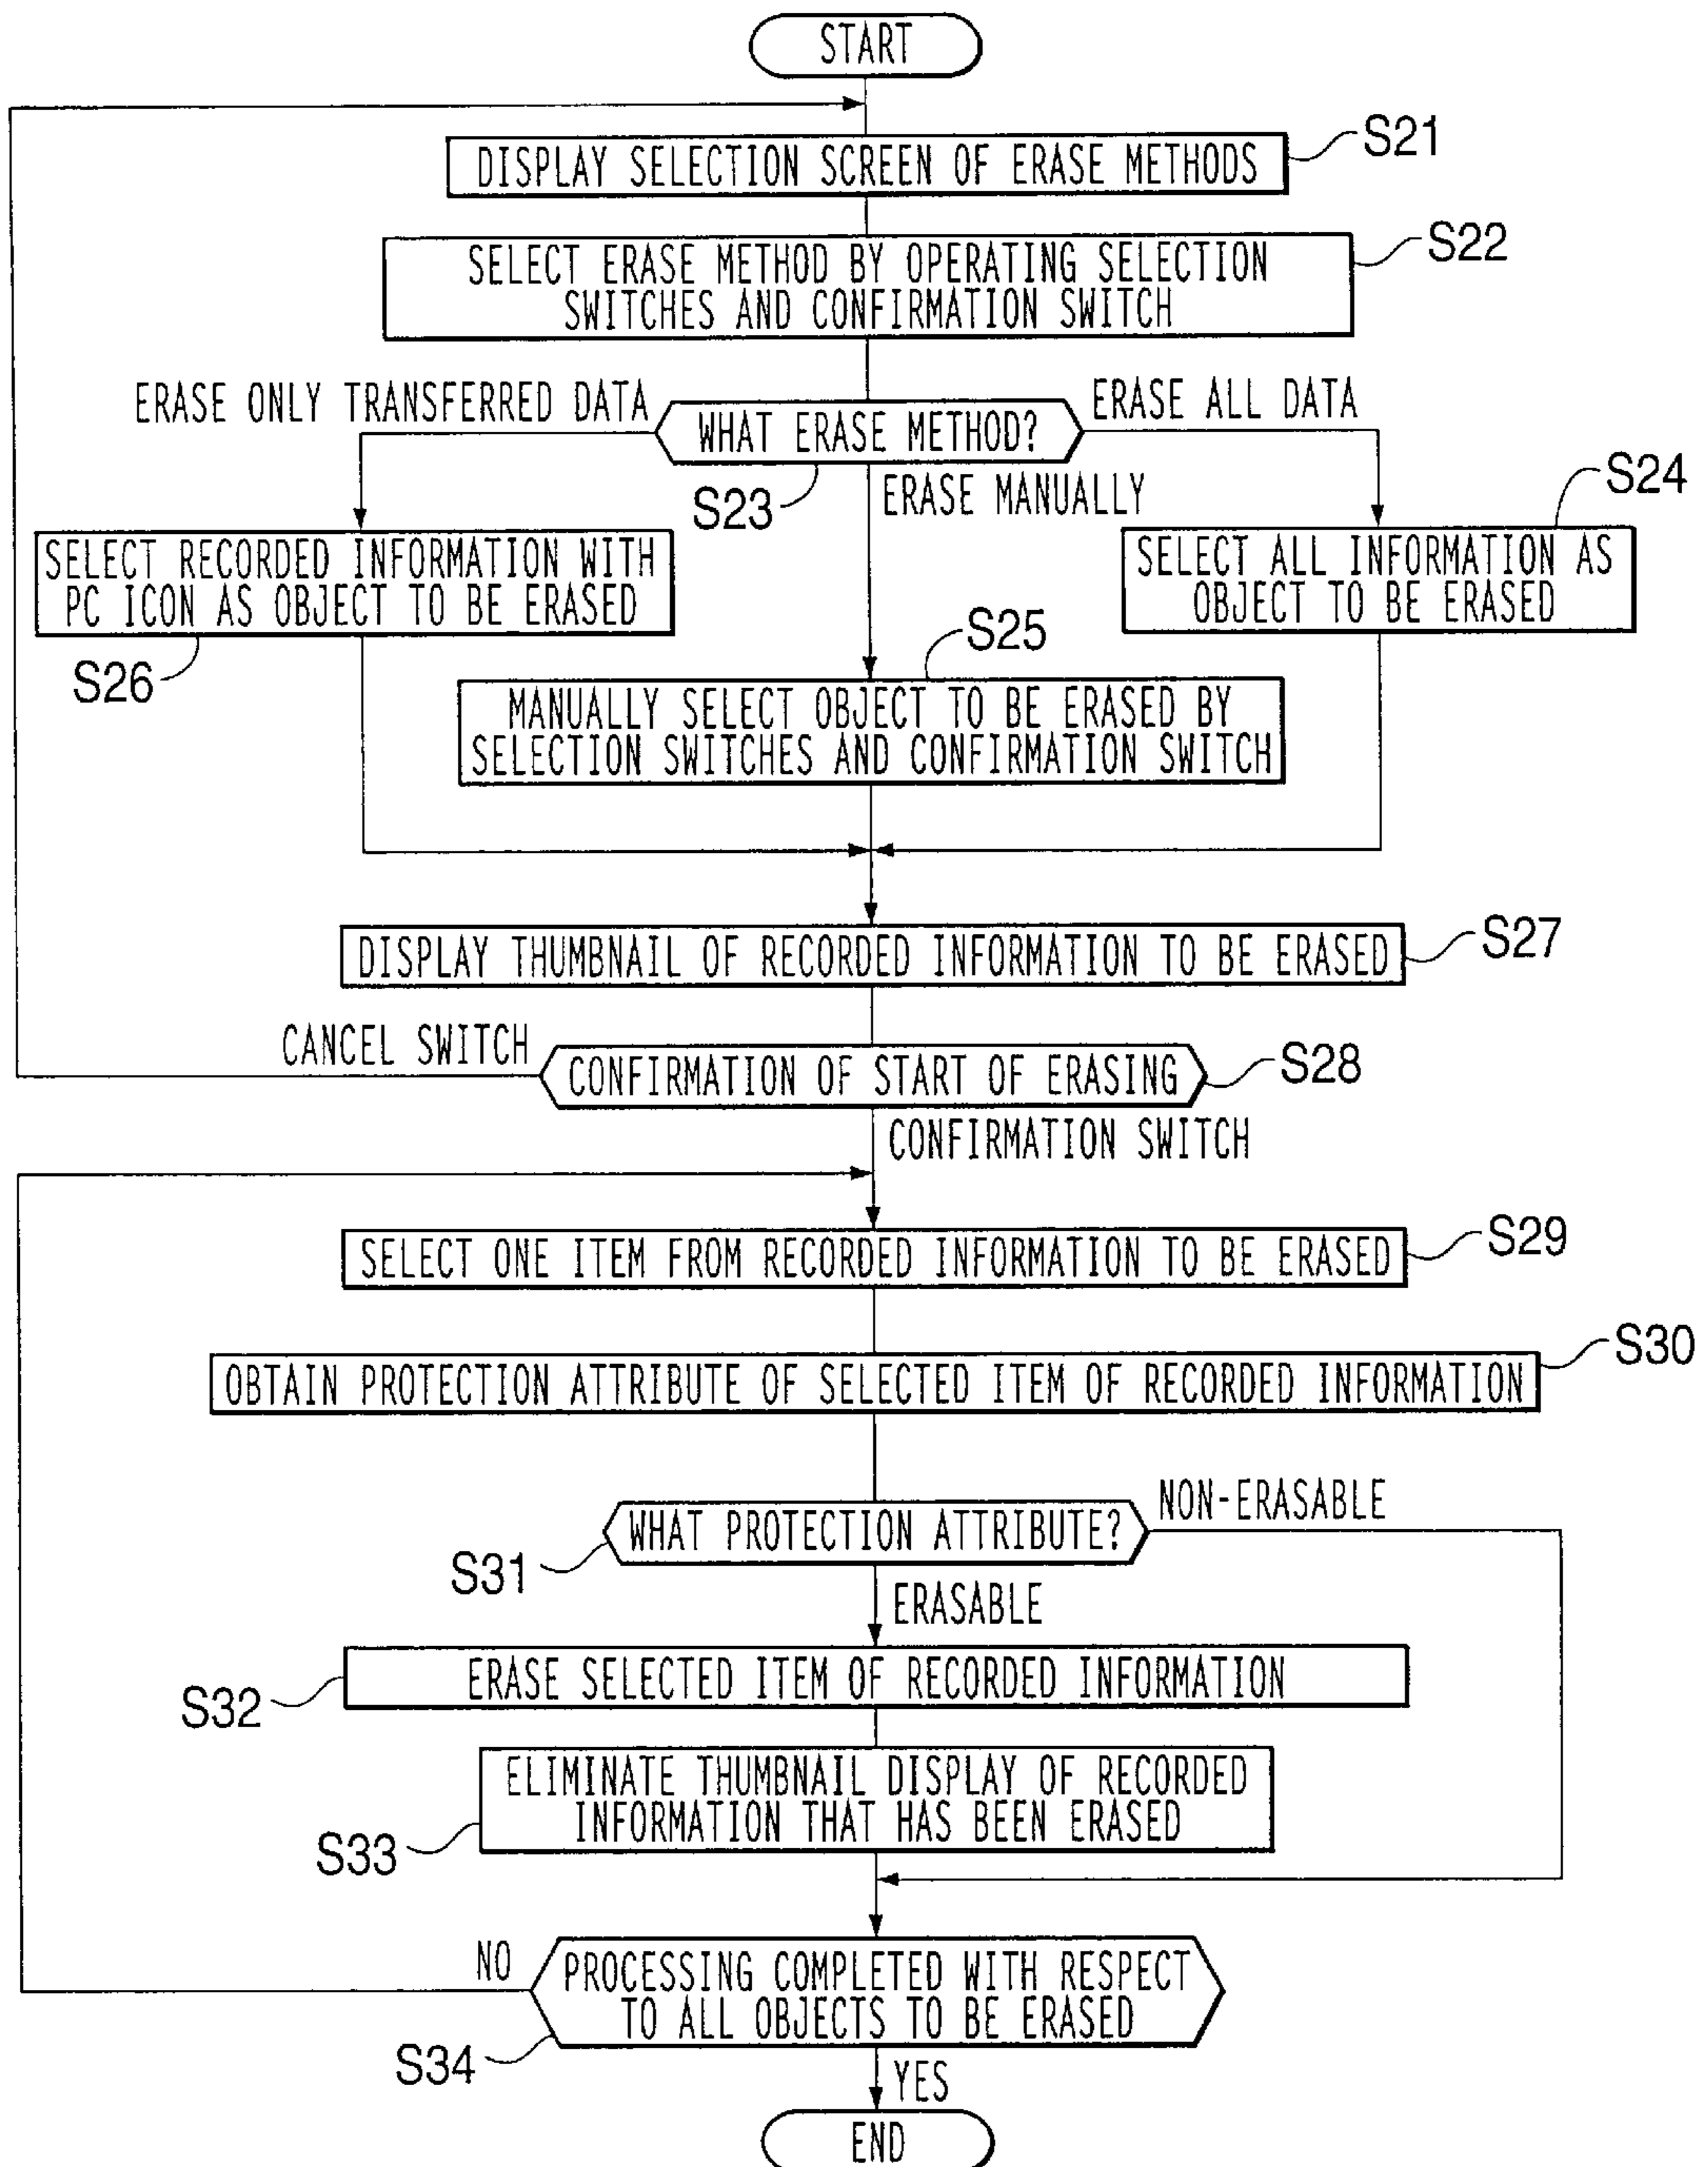 START
DISPLAY SELECTION SCREEN OF ERASE METHODS
S21
SELECT ERASE METHOD BY OPERATING SELECTION
SWITCHES AND CONFIRMATION SWITCH
S22
ERASE ONLY TRANSFERRED DATA
WHAT ERASE METHOD?
ERASE ALL DATA
S23
ERASE MANUALLY
S24
SELECT RECORDED INFORMATION WITH
PC ICON AS OBJECT TO BE ERASED
S26
SELECT ALL INFORMATION AS
OBJECT TO BE ERASED
S25
MANUALLY SELECT OBJECT TO BE ERASED BY
SELECTION SWITCHES AND CONFIRMATION SWITCH
DISPLAY THUMBNAIL OF RECORDED INFORMATION TO BE ERASED
S27
CANCEL SWITCH
CONFIRMATION OF START OF ERASING
S28
CONFIRMATION SWITCH
SELECT ONE ITEM FROM RECORDED INFORMATION TO BE ERASED
S29
OBTAIN PROTECTION ATTRIBUTE OF SELECTED ITEM OF RECORDED INFORMATION
S30
WHAT PROTECTION ATTRIBUTE?
NON-ERASABLE
S31
ERASABLE
ERASE SELECTED ITEM OF RECORDED INFORMATION
S32
ELIMINATE THUMBNAIL DISPLAY OF RECORDED
INFORMATION THAT HAS BEEN ERASED
S33
NO
PROCESSING COMPLETED WITH RESPECT
TO ALL OBJECTS TO BE ERASED
S34
YES
END